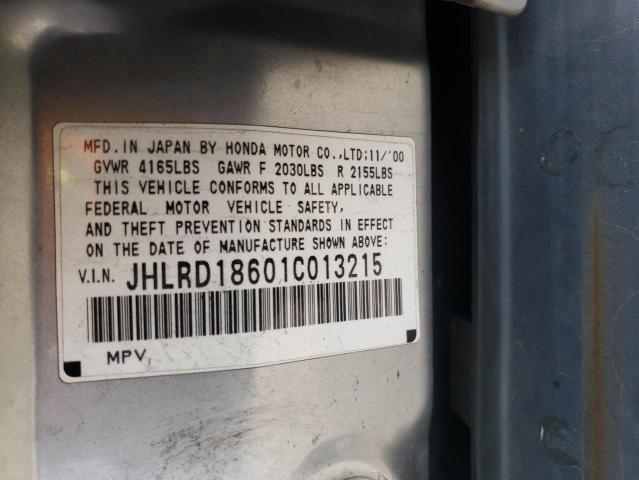 MFD. IN JAPAN BY HONDA MOTOR CO.,LTD;11/'00
GVWR 4165LBS GAWR F 2030LBS R 2155LBS
THIS VEHICLE CONFORMS TO ALL APPLICABLE
FEDERAL MOTOR VEHICLE SAFETY,
AND THEFT PREVENTION STANDARDS IN EFFECT
ON THE DATE OF MANUFACTURE SHOWN ABOVE:
V.I.N. JHLRD18601C013215
MPV